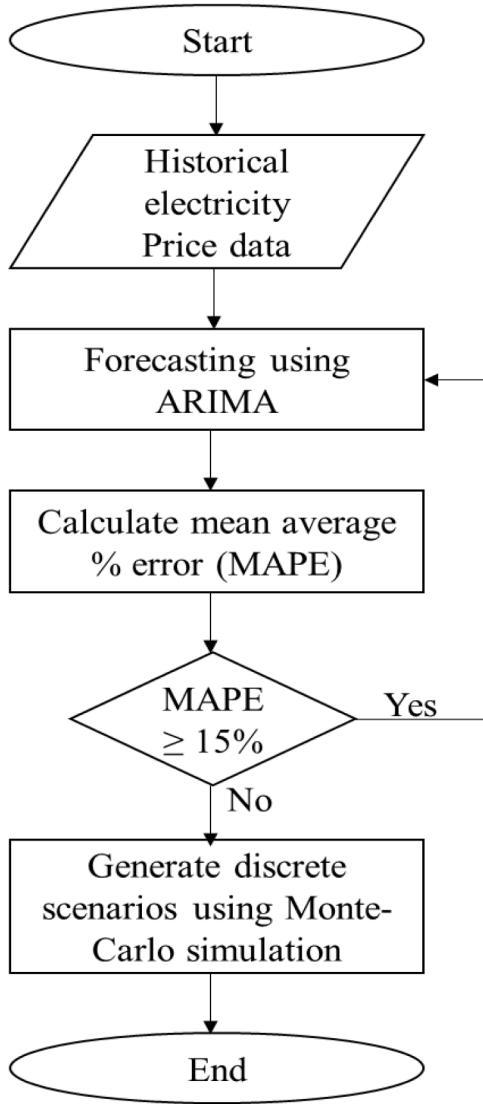 Start
Historical
electricity
Price data
Forecasting using
ARIMA
Calculate mean average
% error (MAPE)
MAPE
≥ 15%
Yes
No
Generate discrete
scenarios using Monte-
Carlo simulation
End